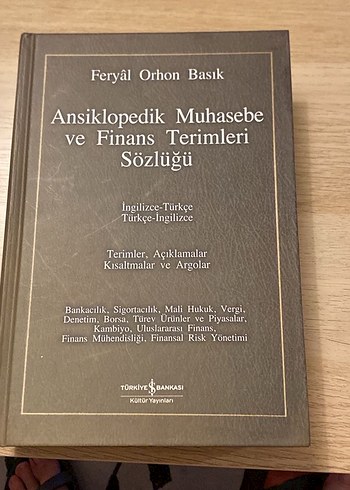 Feryâl Orhon Basık
Ansiklopedik Muhasebe
ve Finans Terimleri
Sözlüğü
İngilizce-Türkçe
Türkçe-İngilizce
Terimler, Açıklamalar
Kısaltmalar ve Argolar
Bankacılık, Sigortacılık, Mali Hukuk, Vergi,
Denetim, Borsa, Türev Ürünler ve Piyasalar,
Kambiyo, Uluslararası Finans,
Finans Mühendisliği, Finansal Risk Yönetimi
TÜRKİYE İŞ BANKASI
Kültür Yayınları